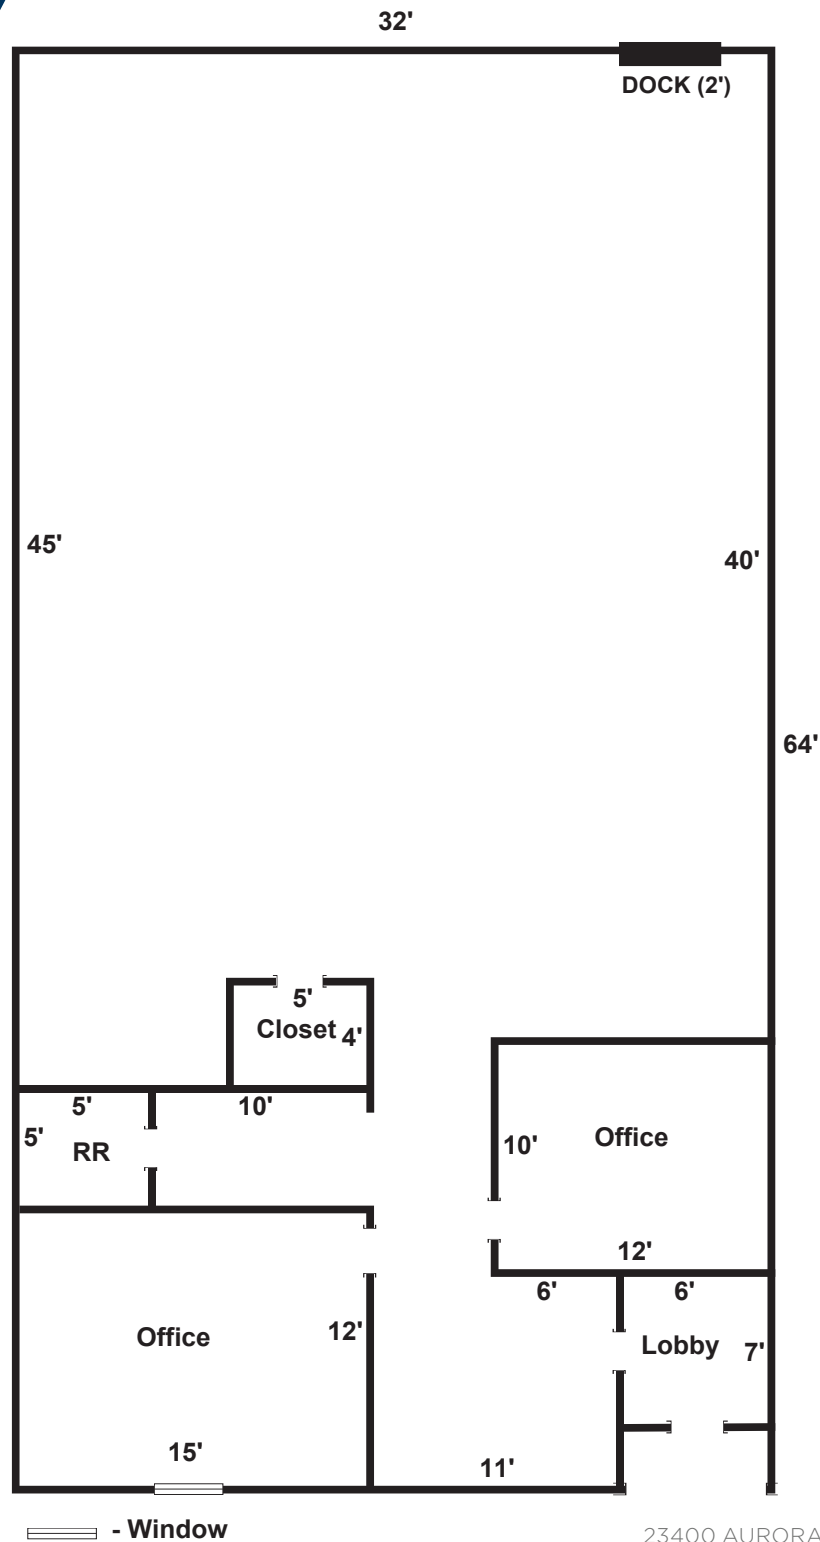 32'
DOCK (2')
45'
40'
64'
5'
Closet 4'
5'
10'
5'
RR
10'
Office
12'
6'
6'
Office
12'
Lobby
7'
15'
11'
- Window
23400 AURORA